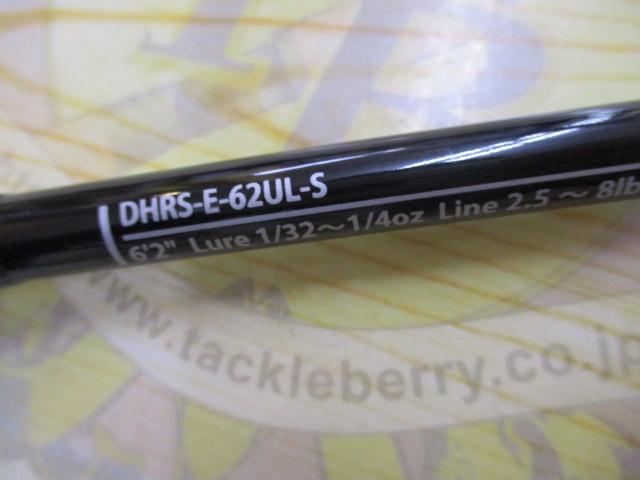 DHRS-E-62UL-S
6'2" Lure 1/32～1/4oz Line 2.5～8lb
www.tackleberry.co.jp